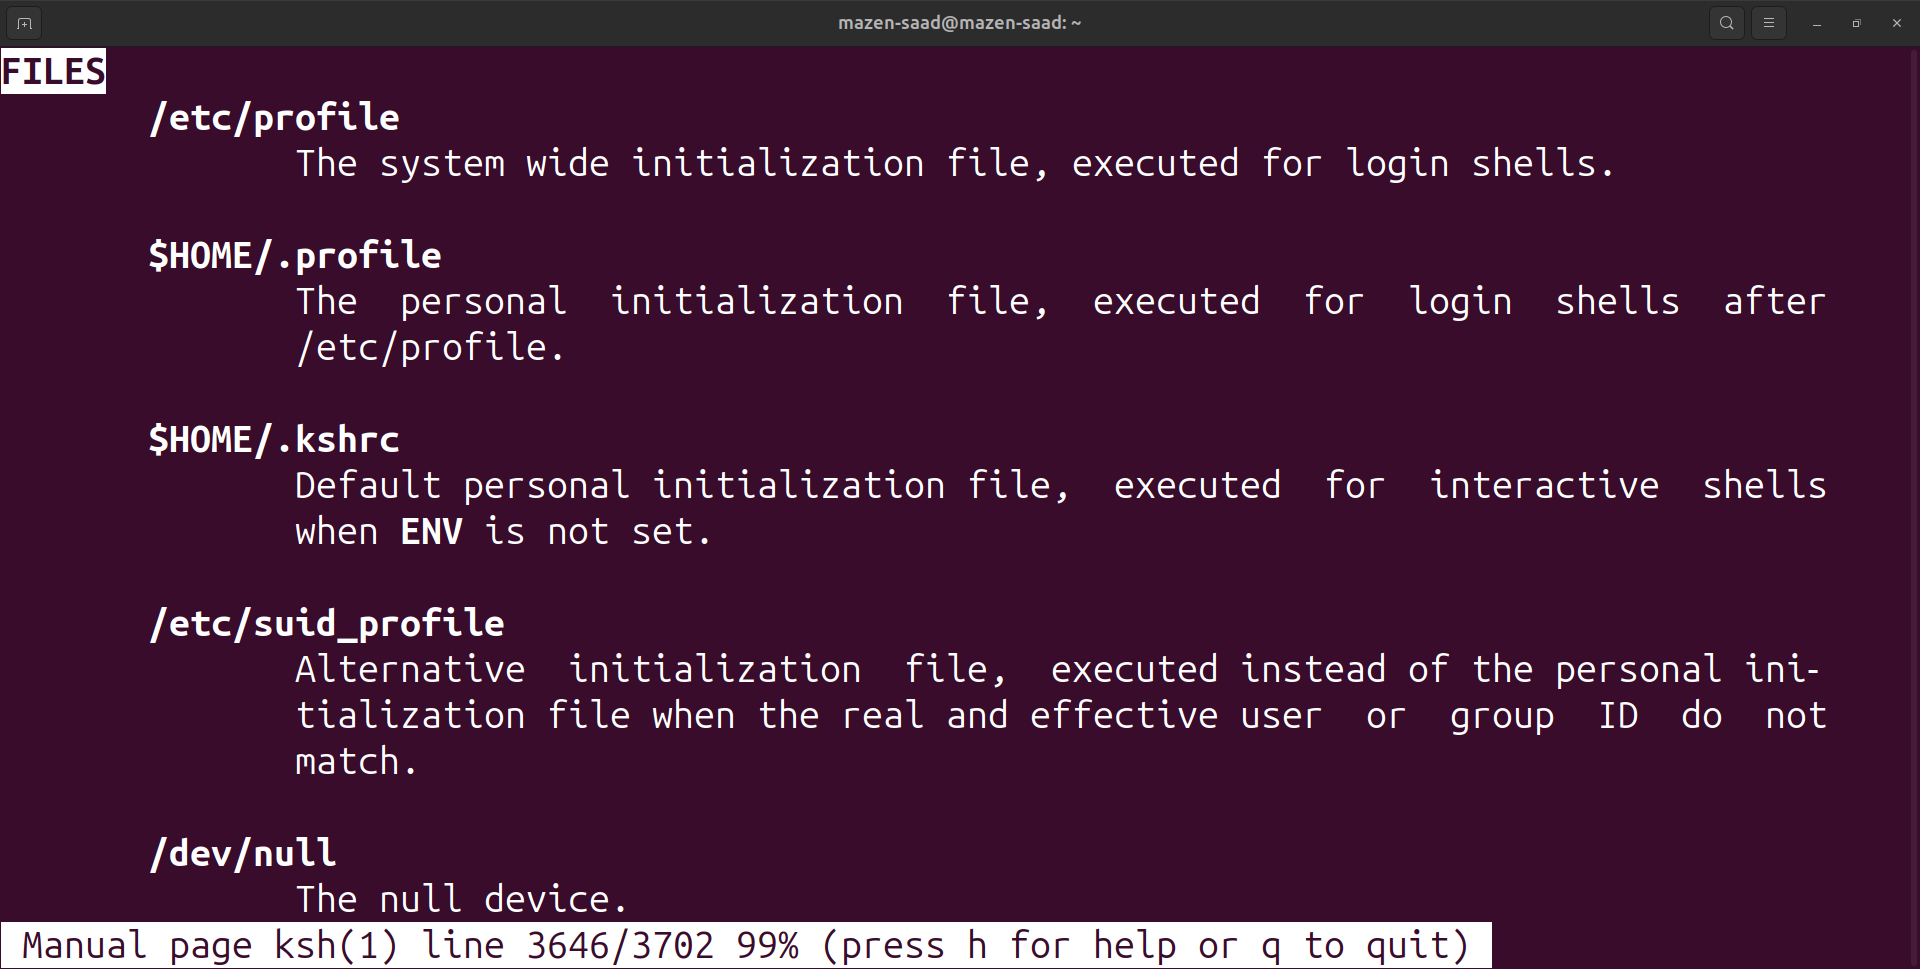 mazen-saad@mazen-saad: ~
FILES
/etc/profile
The system wide initialization file, executed for login shells.
$HOME/.profile
The personal initialization file, executed for login shells after
/etc/profile.
$HOME/.kshrc
Default personal initialization file, executed for interactive shells
when ENV is not set.
/etc/suid_profile
Alternative initialization file, executed instead of the personal ini-
tialization file when the real and effective user or group ID do not
match.
/dev/null
The null device.
Manual page ksh(1) line 3646/3702 99% (press h for help or q to quit)